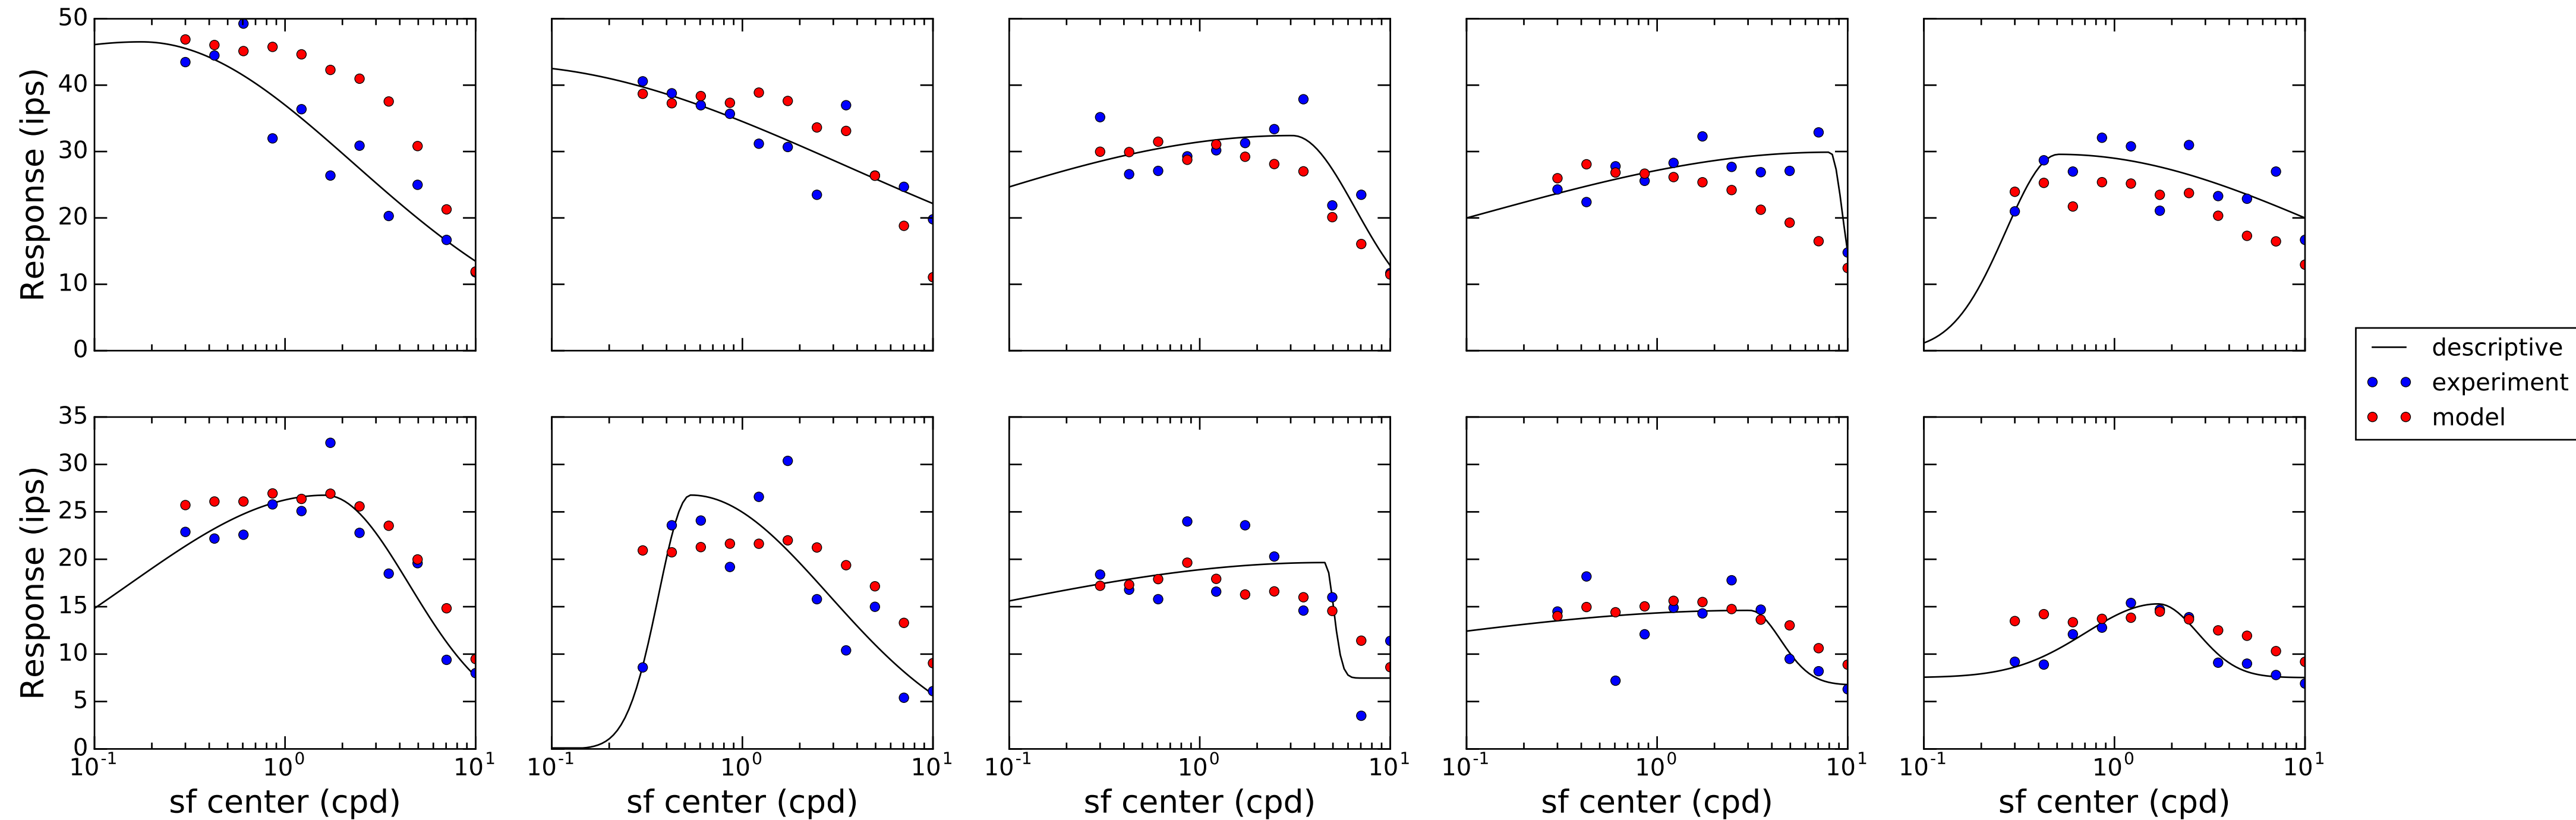 50
40
30
20
10
0
Response (ips)
descriptive
experiment
model
35
30
25
20
15
10
5
0
Response (ips)
10^-1 10^0 10^1
10^-1 10^0 10^1
10^-1 10^0 10^1
10^-1 10^0 10^1
10^-1 10^0 10^1
sf center (cpd)
sf center (cpd)
sf center (cpd)
sf center (cpd)
sf center (cpd)